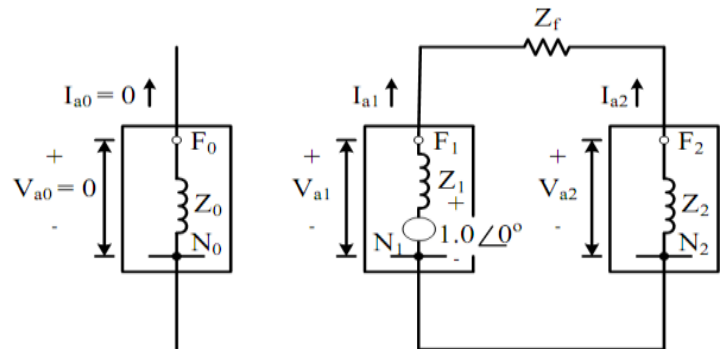 Z_f
I_a0 = 0
I_a1
I_a2
F_0
F_1
F_2
+
+
+
V_a0 = 0
Z_0
V_a1
Z_1
V_a2
Z_2
+
-
-
-
N_0
N_1
1.0∠0°
N_2
-